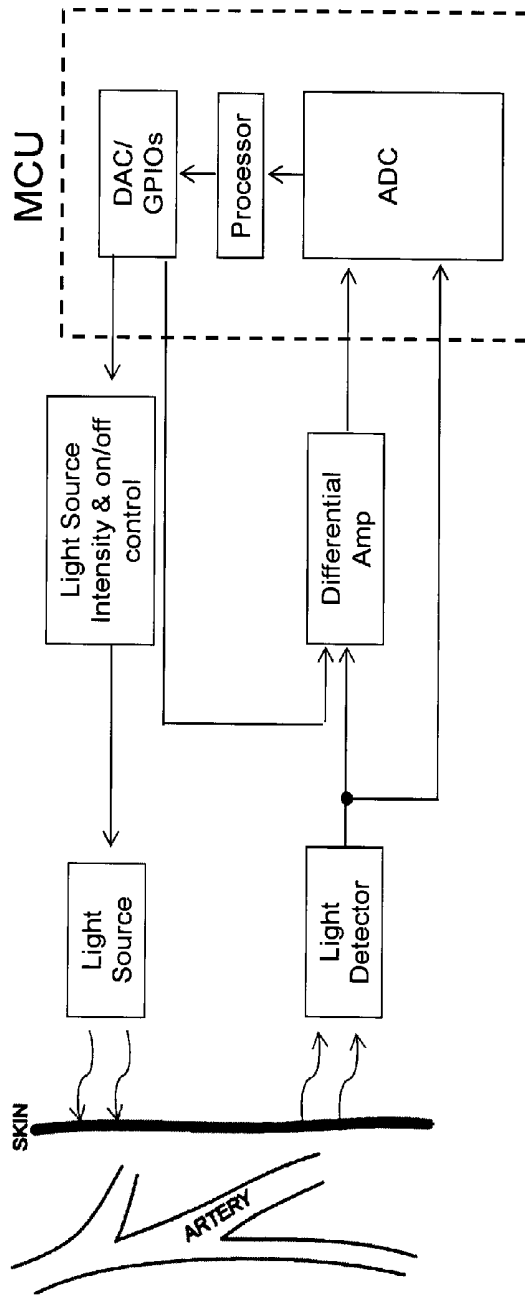 MCU
DAC/
GPIOs
Processor
ADC
Light Source
Intensity & on/off
control
Differential
Amp
Light
Source
Light
Detector
SKIN
ARTERY